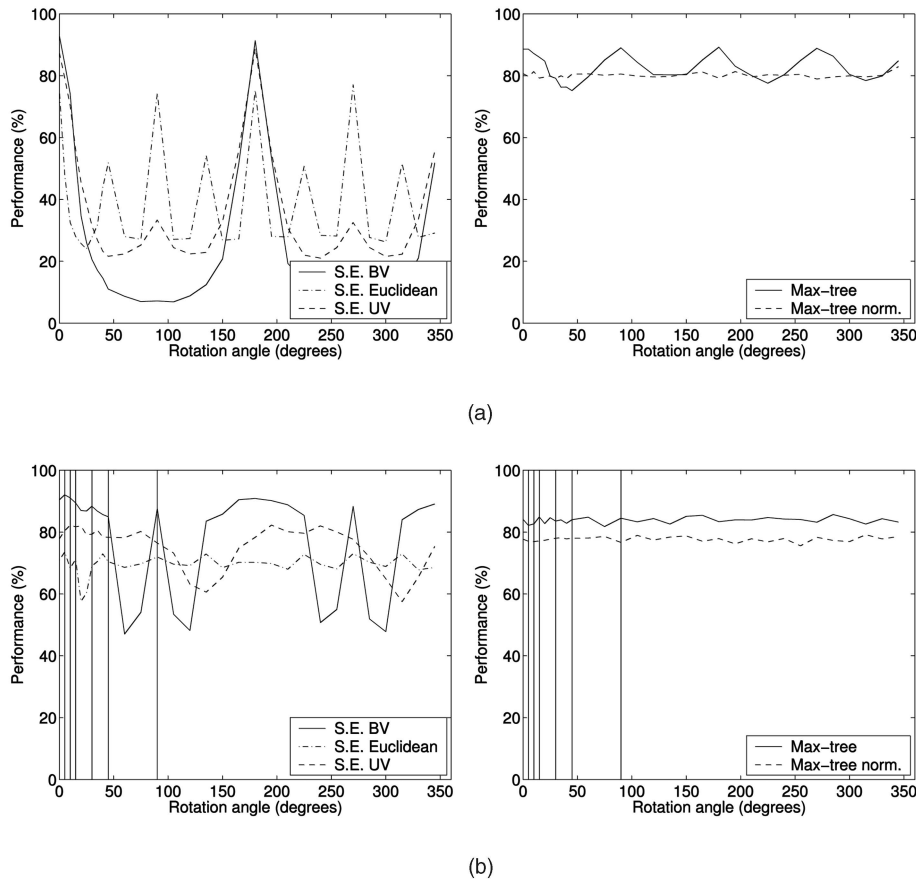 100
80
60
40
20
0
Performance (%)
0 50 100 150 200 250 300 350
Rotation angle (degrees)
S.E. BV
S.E. Euclidean
S.E. UV
100
80
60
40
20
0
Performance (%)
0 50 100 150 200 250 300 350
Rotation angle (degrees)
Max−tree
Max−tree norm.
(a)
100
80
60
40
20
0
Performance (%)
0 50 100 150 200 250 300 350
Rotation angle (degrees)
S.E. BV
S.E. Euclidean
S.E. UV
100
80
60
40
20
0
Performance (%)
0 50 100 150 200 250 300 350
Rotation angle (degrees)
Max−tree
Max−tree norm.
(b)